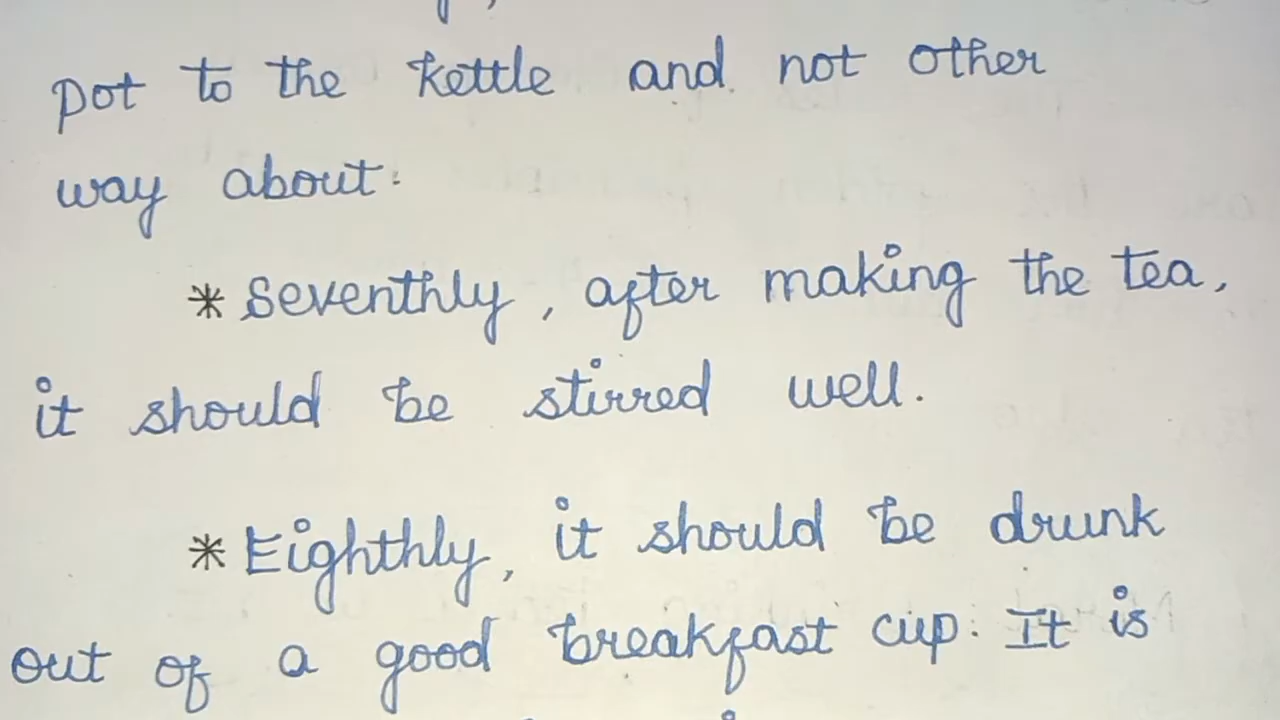 pot to the kettle and not other
way about.
* Seventhly, after making the tea,
it should be stirred well.
* Eighthly, it should be drunk
out of a good breakfast cup. It is